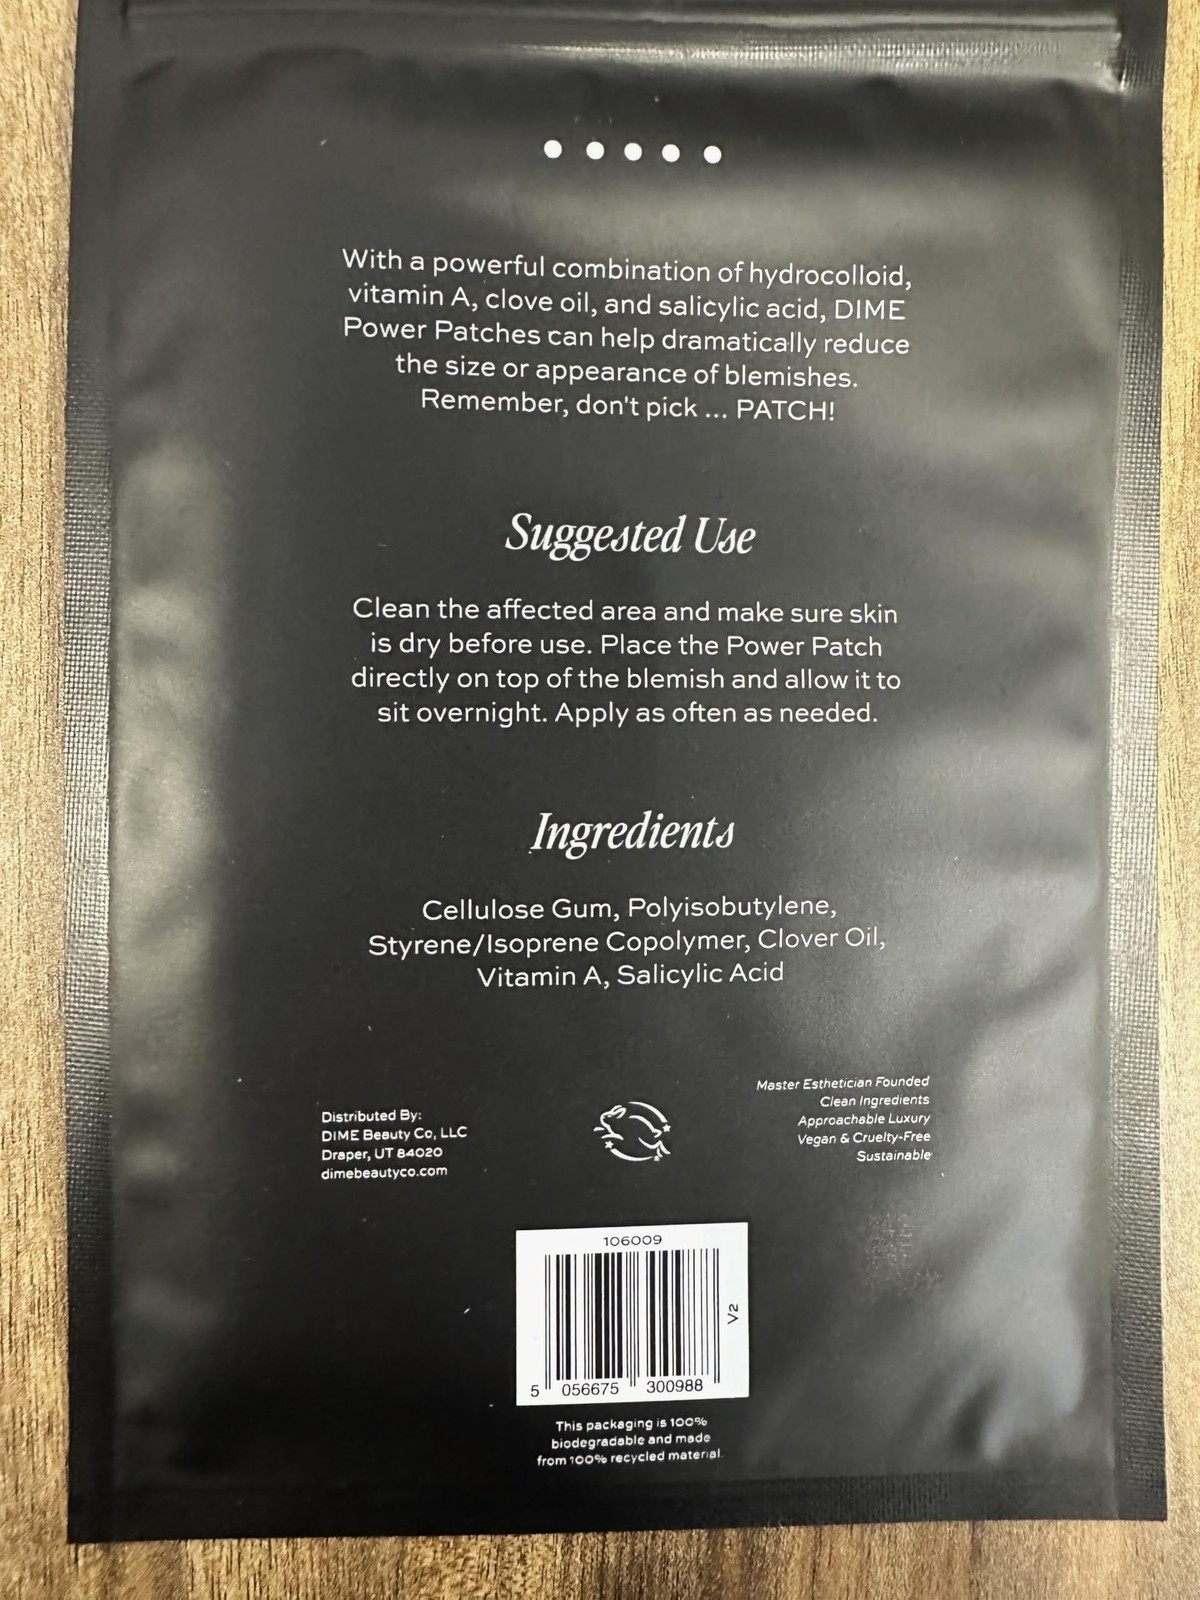 With a powerful combination of hydrocolloid,
vitamin A, clove oil, and salicylic acid, DIME
Power Patches can help dramatically reduce
the size or appearance of blemishes.
Remember, don't pick ... PATCH!
Suggested Use
Clean the affected area and make sure skin
is dry before use. Place the Power Patch
directly on top of the blemish and allow it to
sit overnight. Apply as often as needed.
Ingredients
Cellulose Gum, Polyisobutylene,
Styrene/Isoprene Copolymer, Clover Oil,
Vitamin A, Salicylic Acid
Distributed By:
DIME Beauty Co, LLC
Draper, UT 84020
dimebeautyco.com
Master Esthetician Founded
Clean Ingredients
Approachable Luxury
Vegan & Cruelty-Free
Sustainable
106009
V2
5 056675 300988
This packaging is 100%
biodegradable and made
from 100% recycled material.